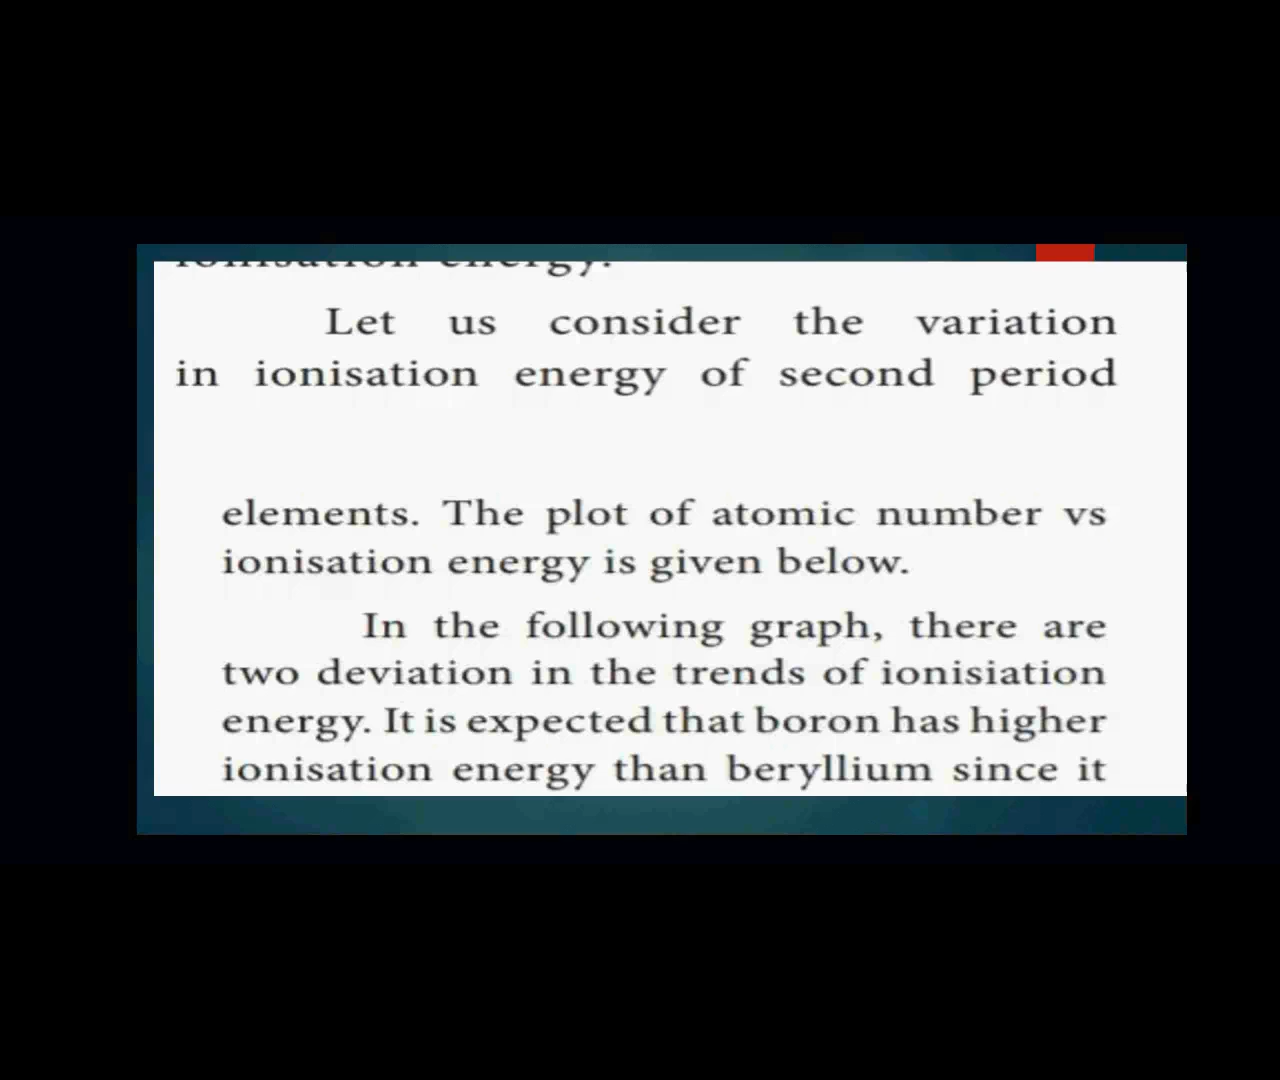 ionisation energy.
Let us consider the variation
in ionisation energy of second period
elements. The plot of atomic number vs
ionisation energy is given below.
In the following graph, there are
two deviation in the trends of ionisiation
energy. It is expected that boron has higher
ionisation energy than beryllium since it